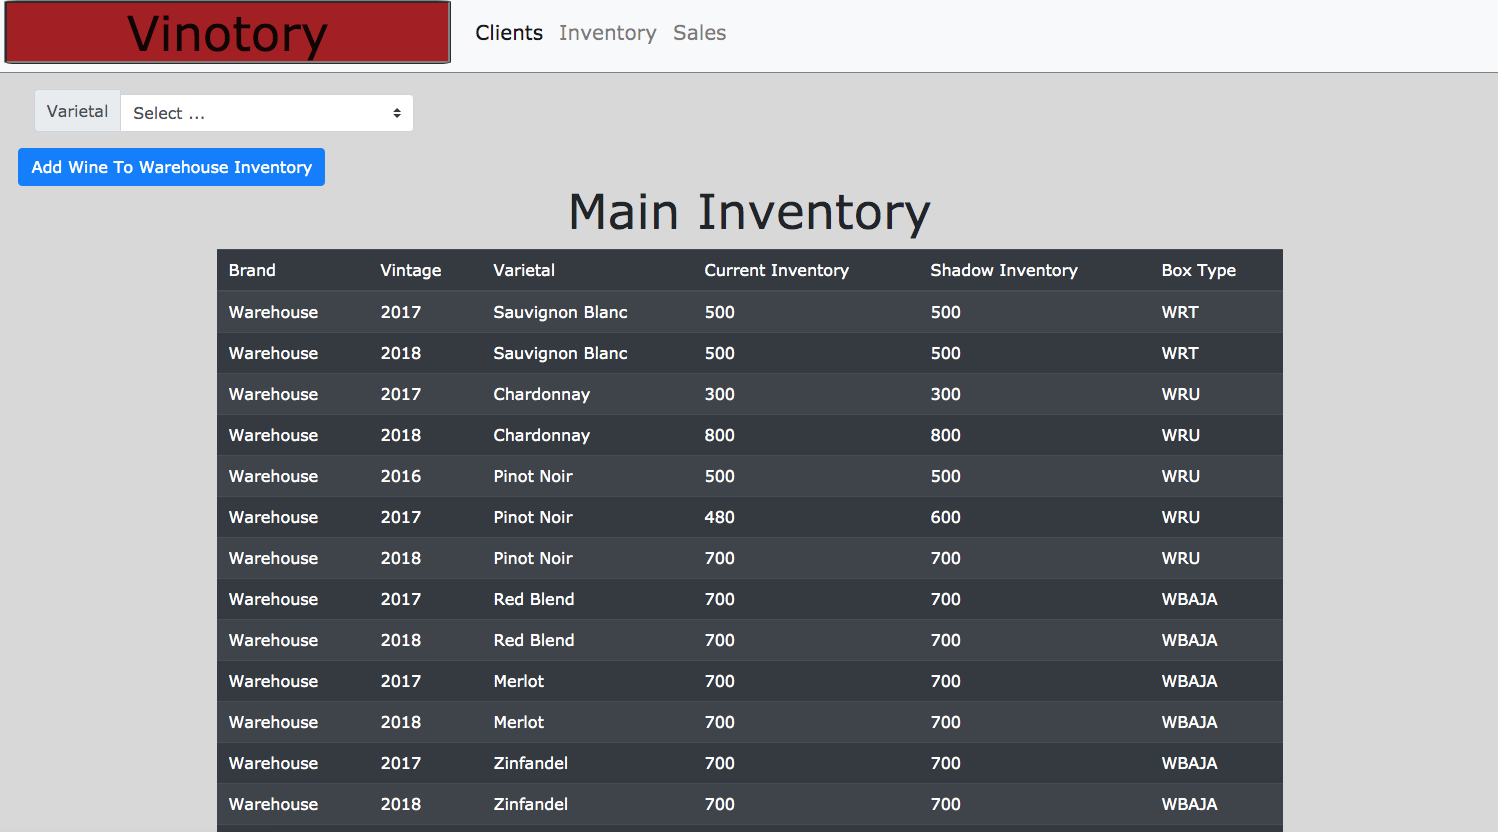 Vinotory Clients Inventory Sales
Varietal Select ...
Add Wine To Warehouse Inventory
Main Inventory
Brand Vintage Varietal Current Inventory Shadow Inventory Box Type
Warehouse 2017 Sauvignon Blanc 500 500 WRT
Warehouse 2018 Sauvignon Blanc 500 500 WRT
Warehouse 2017 Chardonnay 300 300 WRU
Warehouse 2018 Chardonnay 800 800 WRU
Warehouse 2016 Pinot Noir 500 500 WRU
Warehouse 2017 Pinot Noir 480 600 WRU
Warehouse 2018 Pinot Noir 700 700 WRU
Warehouse 2017 Red Blend 700 700 WBAJA
Warehouse 2018 Red Blend 700 700 WBAJA
Warehouse 2017 Merlot 700 700 WBAJA
Warehouse 2018 Merlot 700 700 WBAJA
Warehouse 2017 Zinfandel 700 700 WBAJA
Warehouse 2018 Zinfandel 700 700 WBAJA